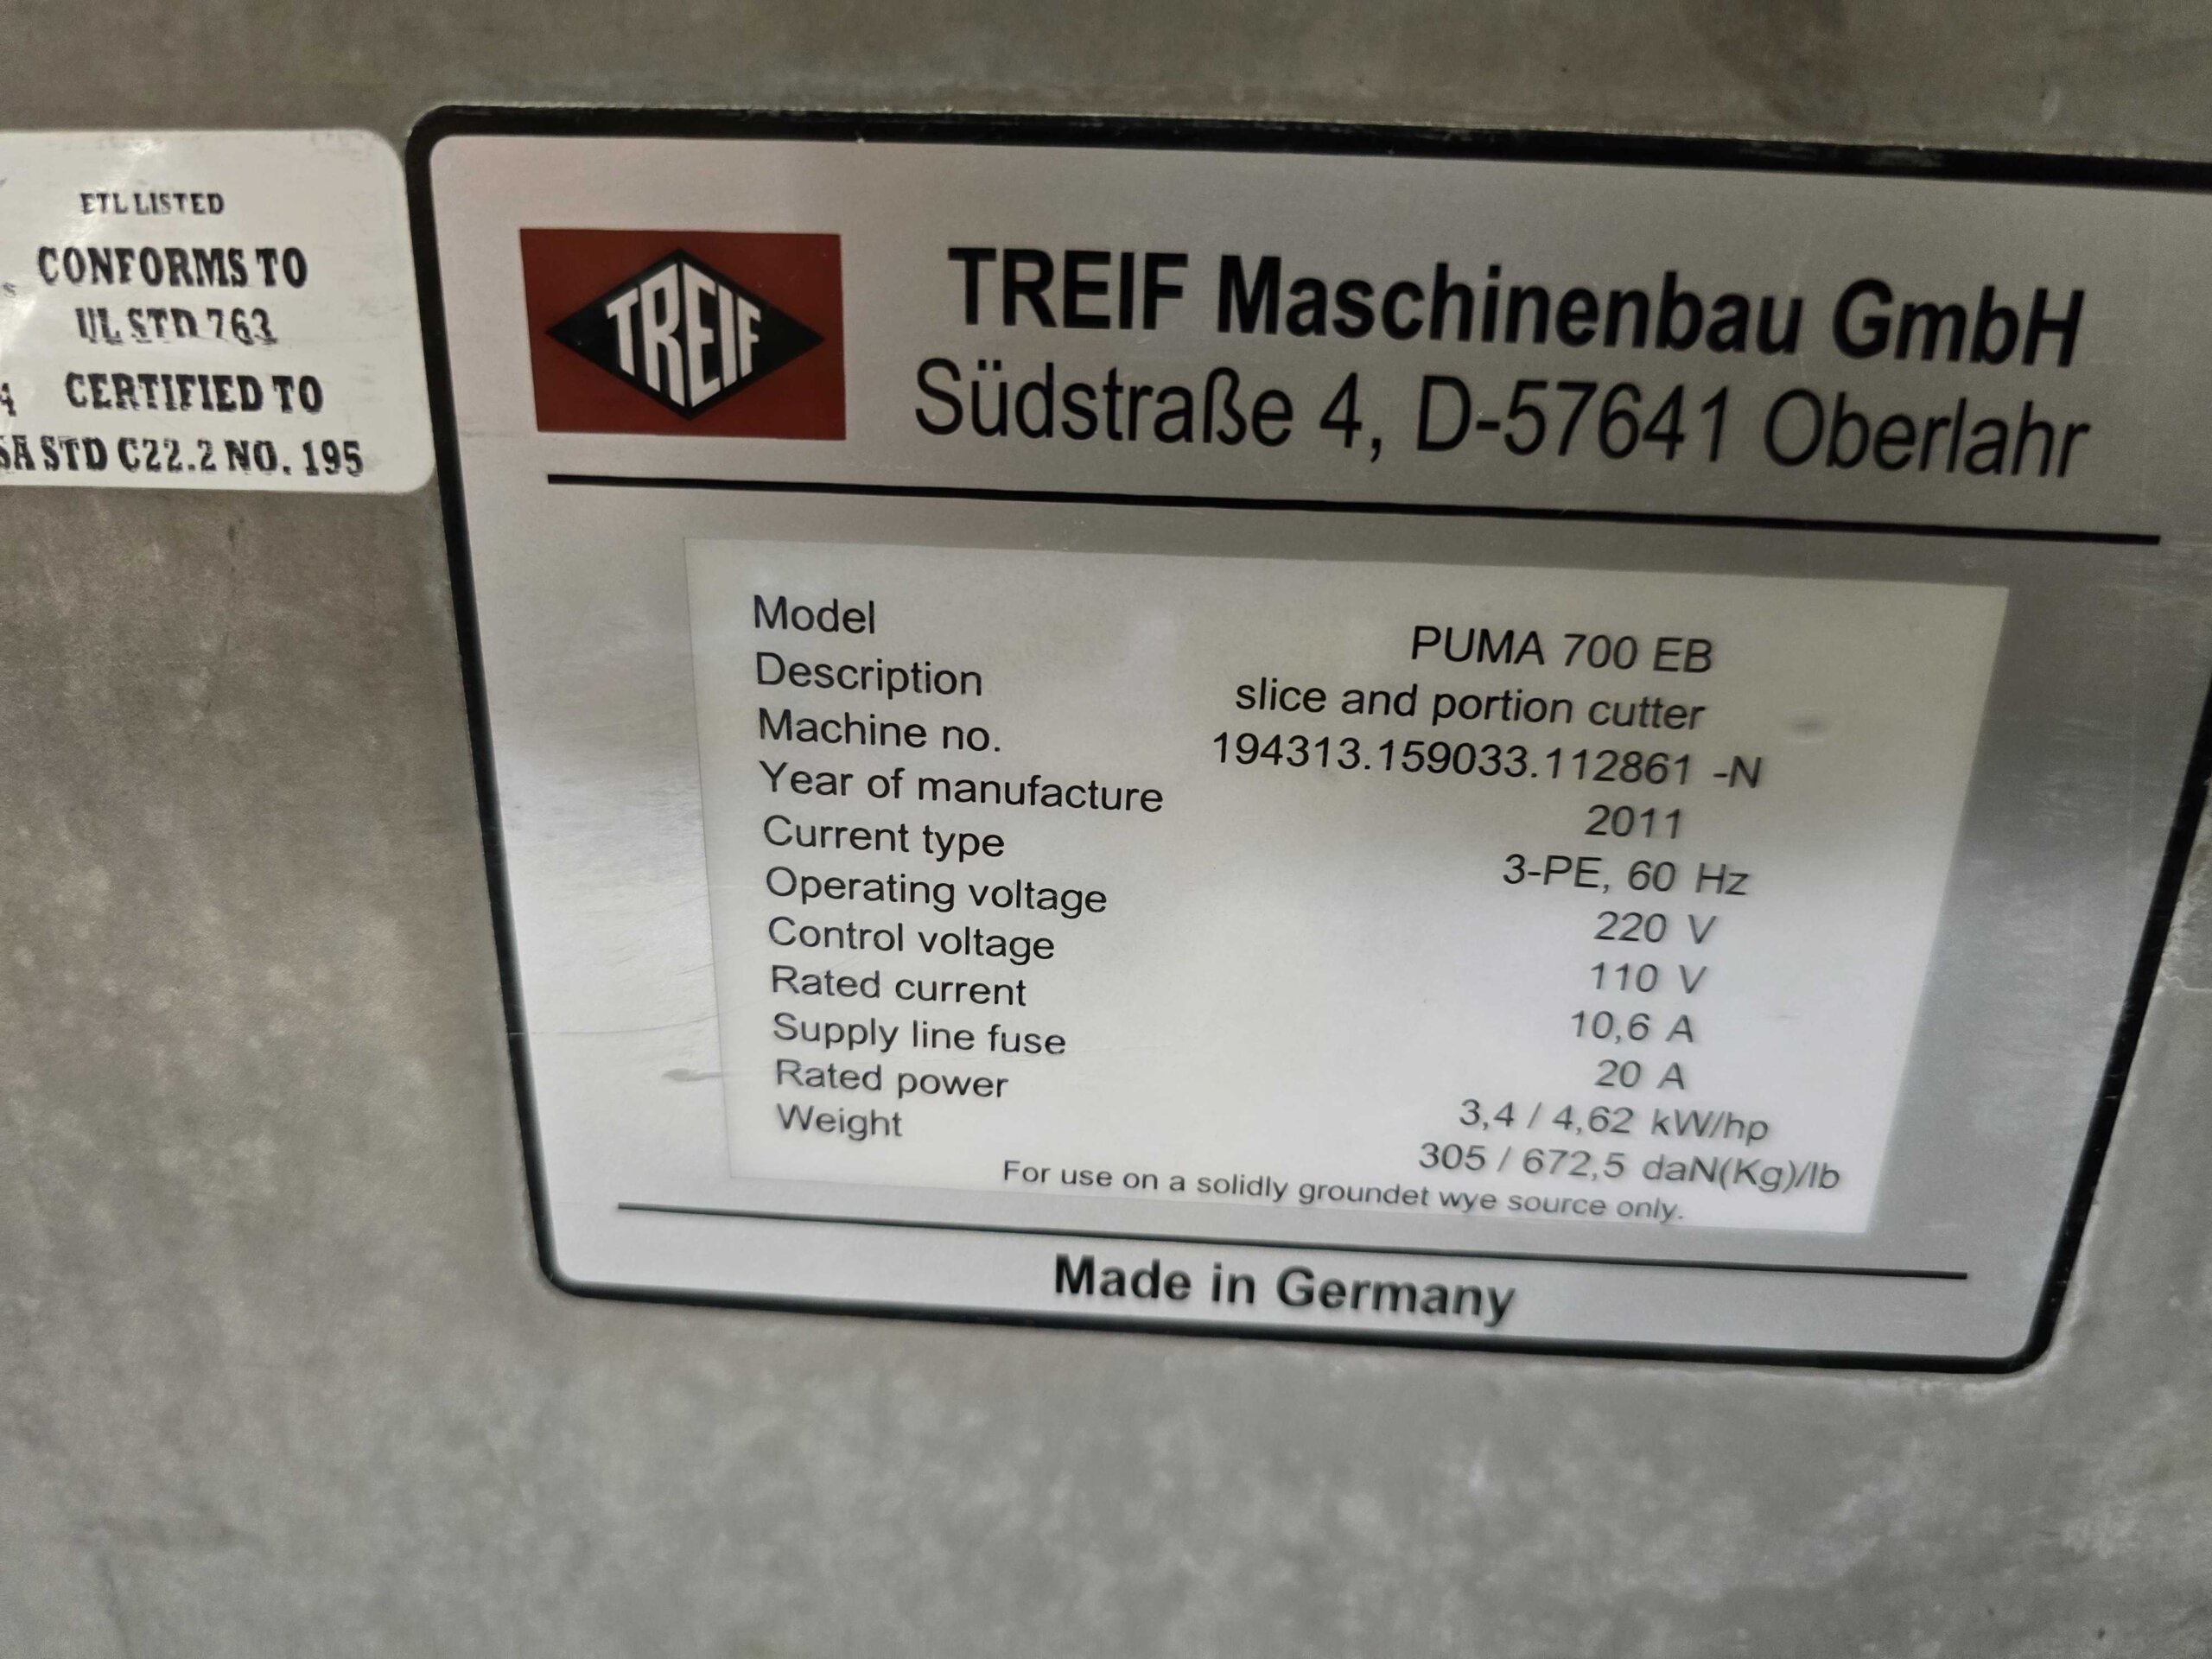 ETL LISTED
CONFORMS TO
UL STD 763
CERTIFIED TO
STD C22.2 NO. 195
TREIF
TREIF Maschinenbau GmbH
Südstraße 4, D-57641 Oberlahr
Model PUMA 700 EB
Description slice and portion cutter
Machine no. 194313.159033.112861 -N
Year of manufacture 2011
Current type 3-PE, 60 Hz
Operating voltage 220 V
Control voltage 110 V
Rated current 10,6 A
Supply line fuse 20 A
Rated power 3,4 / 4,62 kW/hp
Weight 305 / 672,5 daN(Kg)/lb
For use on a solidly groundet wye source only.
Made in Germany